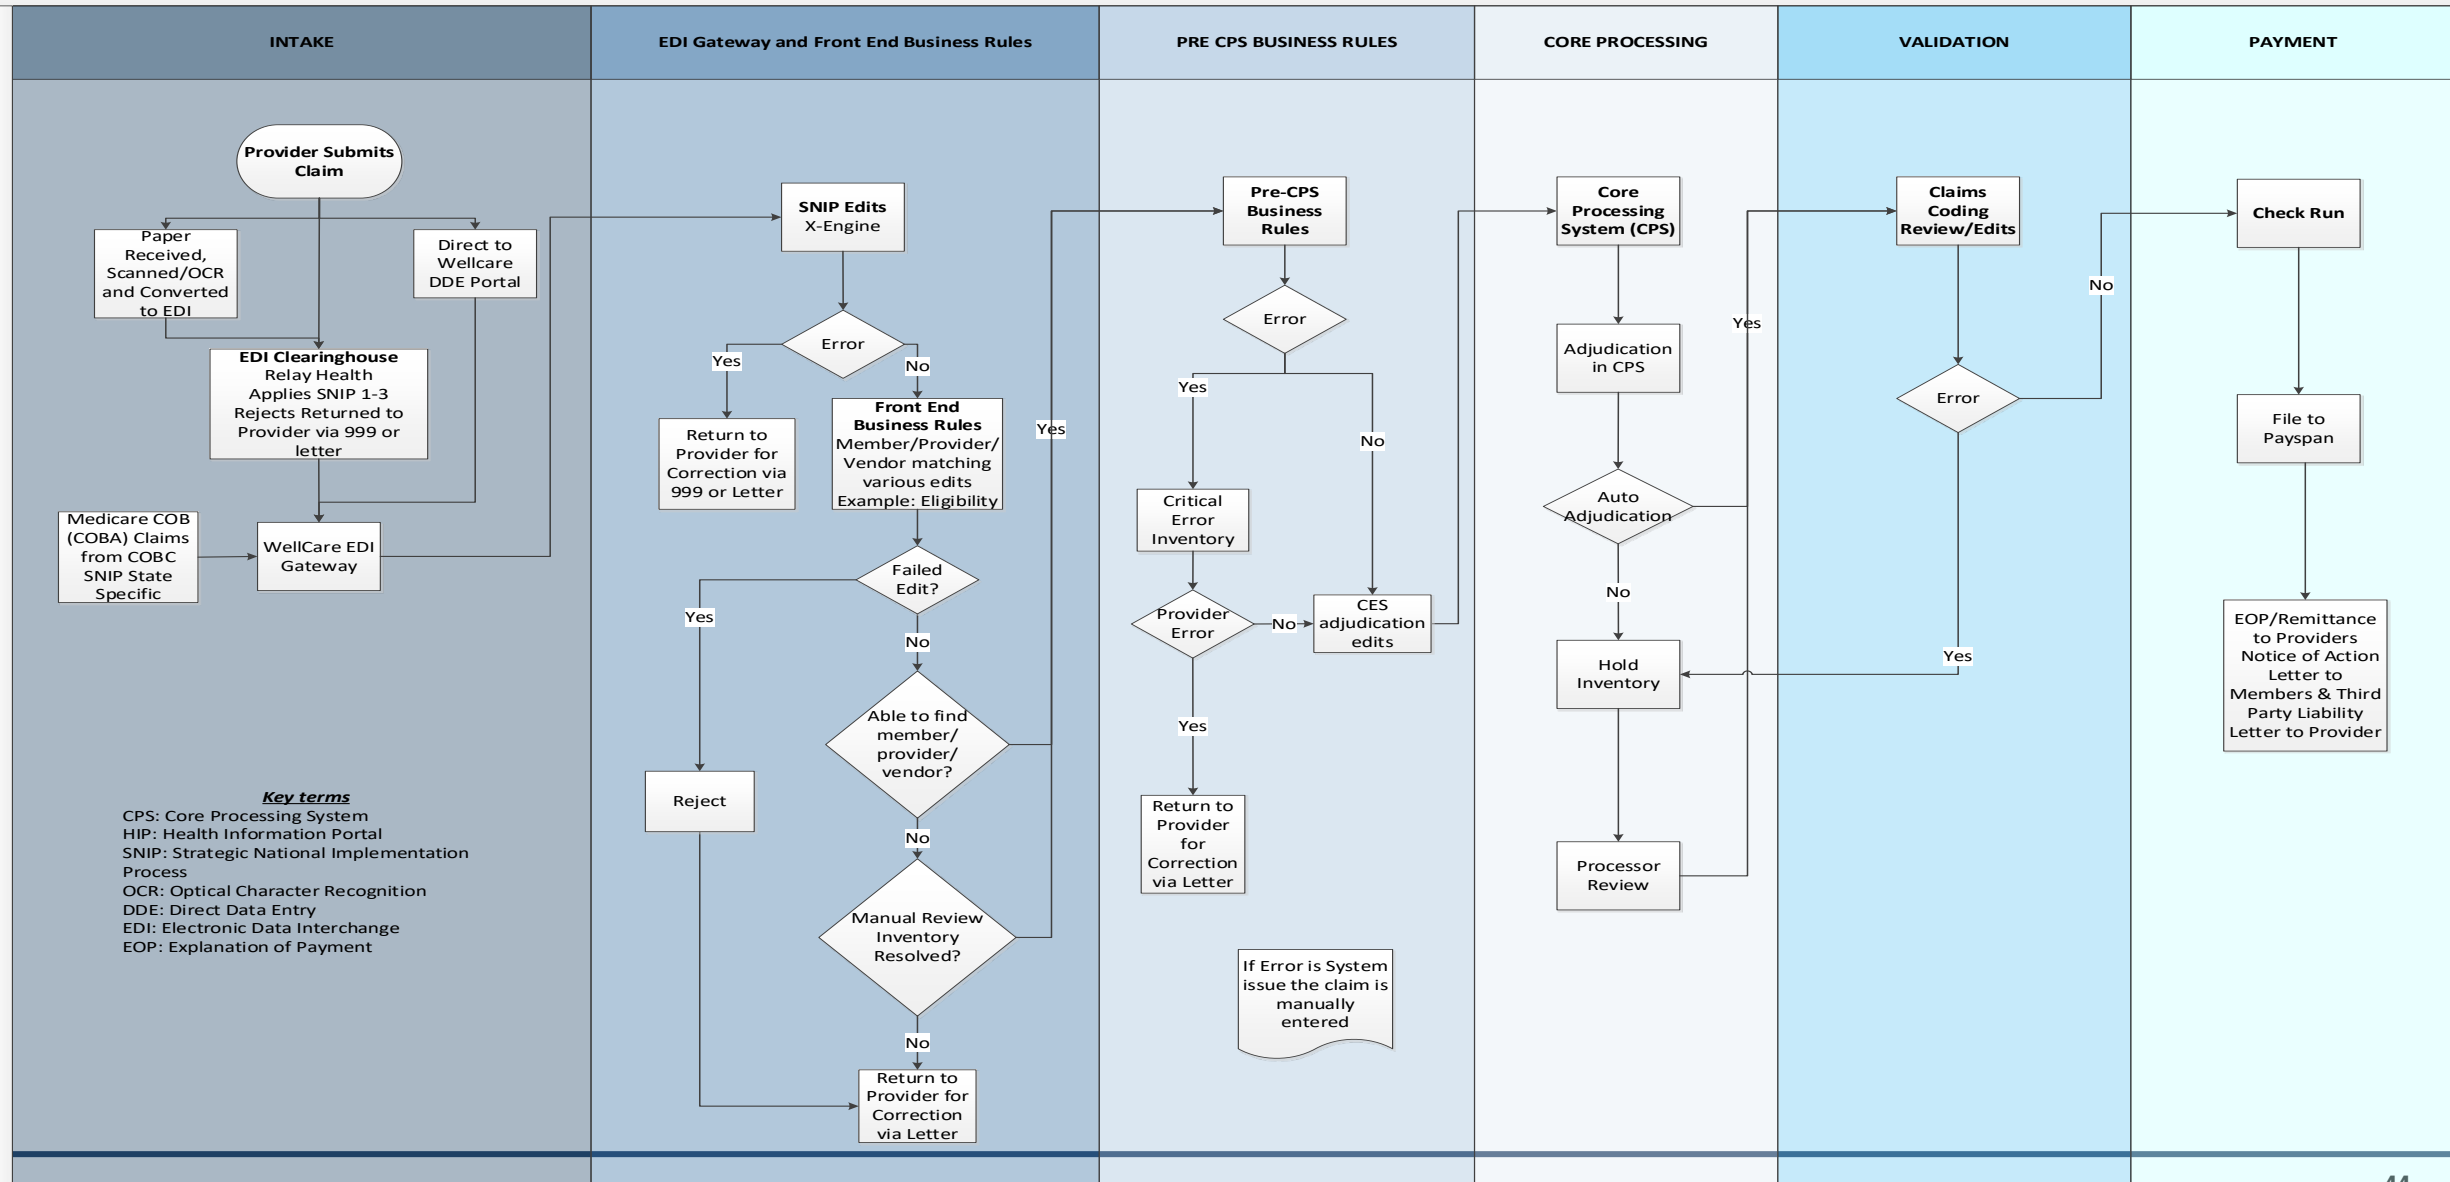 INTAKE
EDI Gateway and Front End Business Rules
PRE CPS BUSINESS RULES
CORE PROCESSING
VALIDATION
PAYMENT
Provider Submits
Claim
Paper
Received,
Scanned/OCR
and Converted
to EDI
Direct to
Wellcare
DDE Portal
EDI Clearinghouse
Relay Health
Applies SNIP 1-3
Rejects Returned to
Provider via 999 or
letter
Medicare COB
(COBA) Claims
from COBC
SNIP State
Specific
WellCare EDI
Gateway
Key terms
CPS: Core Processing System
HIP: Health Information Portal
SNIP: Strategic National Implementation
Process
OCR: Optical Character Recognition
DDE: Direct Data Entry
EDI: Electronic Data Interchange
EOP: Explanation of Payment
SNIP Edits
X-Engine
Error
Yes
No
Return to
Provider for
Correction via
999 or Letter
Front End
Business Rules
Member/Provider/
Vendor matching
various edits
Example: Eligibility
Failed
Edit?
Yes
No
Reject
Able to find
member/
provider/
vendor?
Yes
No
Manual Review
Inventory
Resolved?
No
Return to
Provider for
Correction
via Letter
Pre-CPS
Business
Rules
Error
Yes
No
Critical
Error
Inventory
Provider
Error
No
CES
adjudication
edits
Yes
Return to
Provider
for
Correction
via Letter
If Error is System
issue the claim is
manually
entered
Core
Processing
System (CPS)
Adjudication
in CPS
Auto
Adjudication
Yes
No
Hold
Inventory
Processor
Review
Claims
Coding
Review/Edits
Error
No
Yes
Check Run
File to
Payspan
EOP/Remittance
to Providers
Notice of Action
Letter to
Members & Third
Party Liability
Letter to Provider